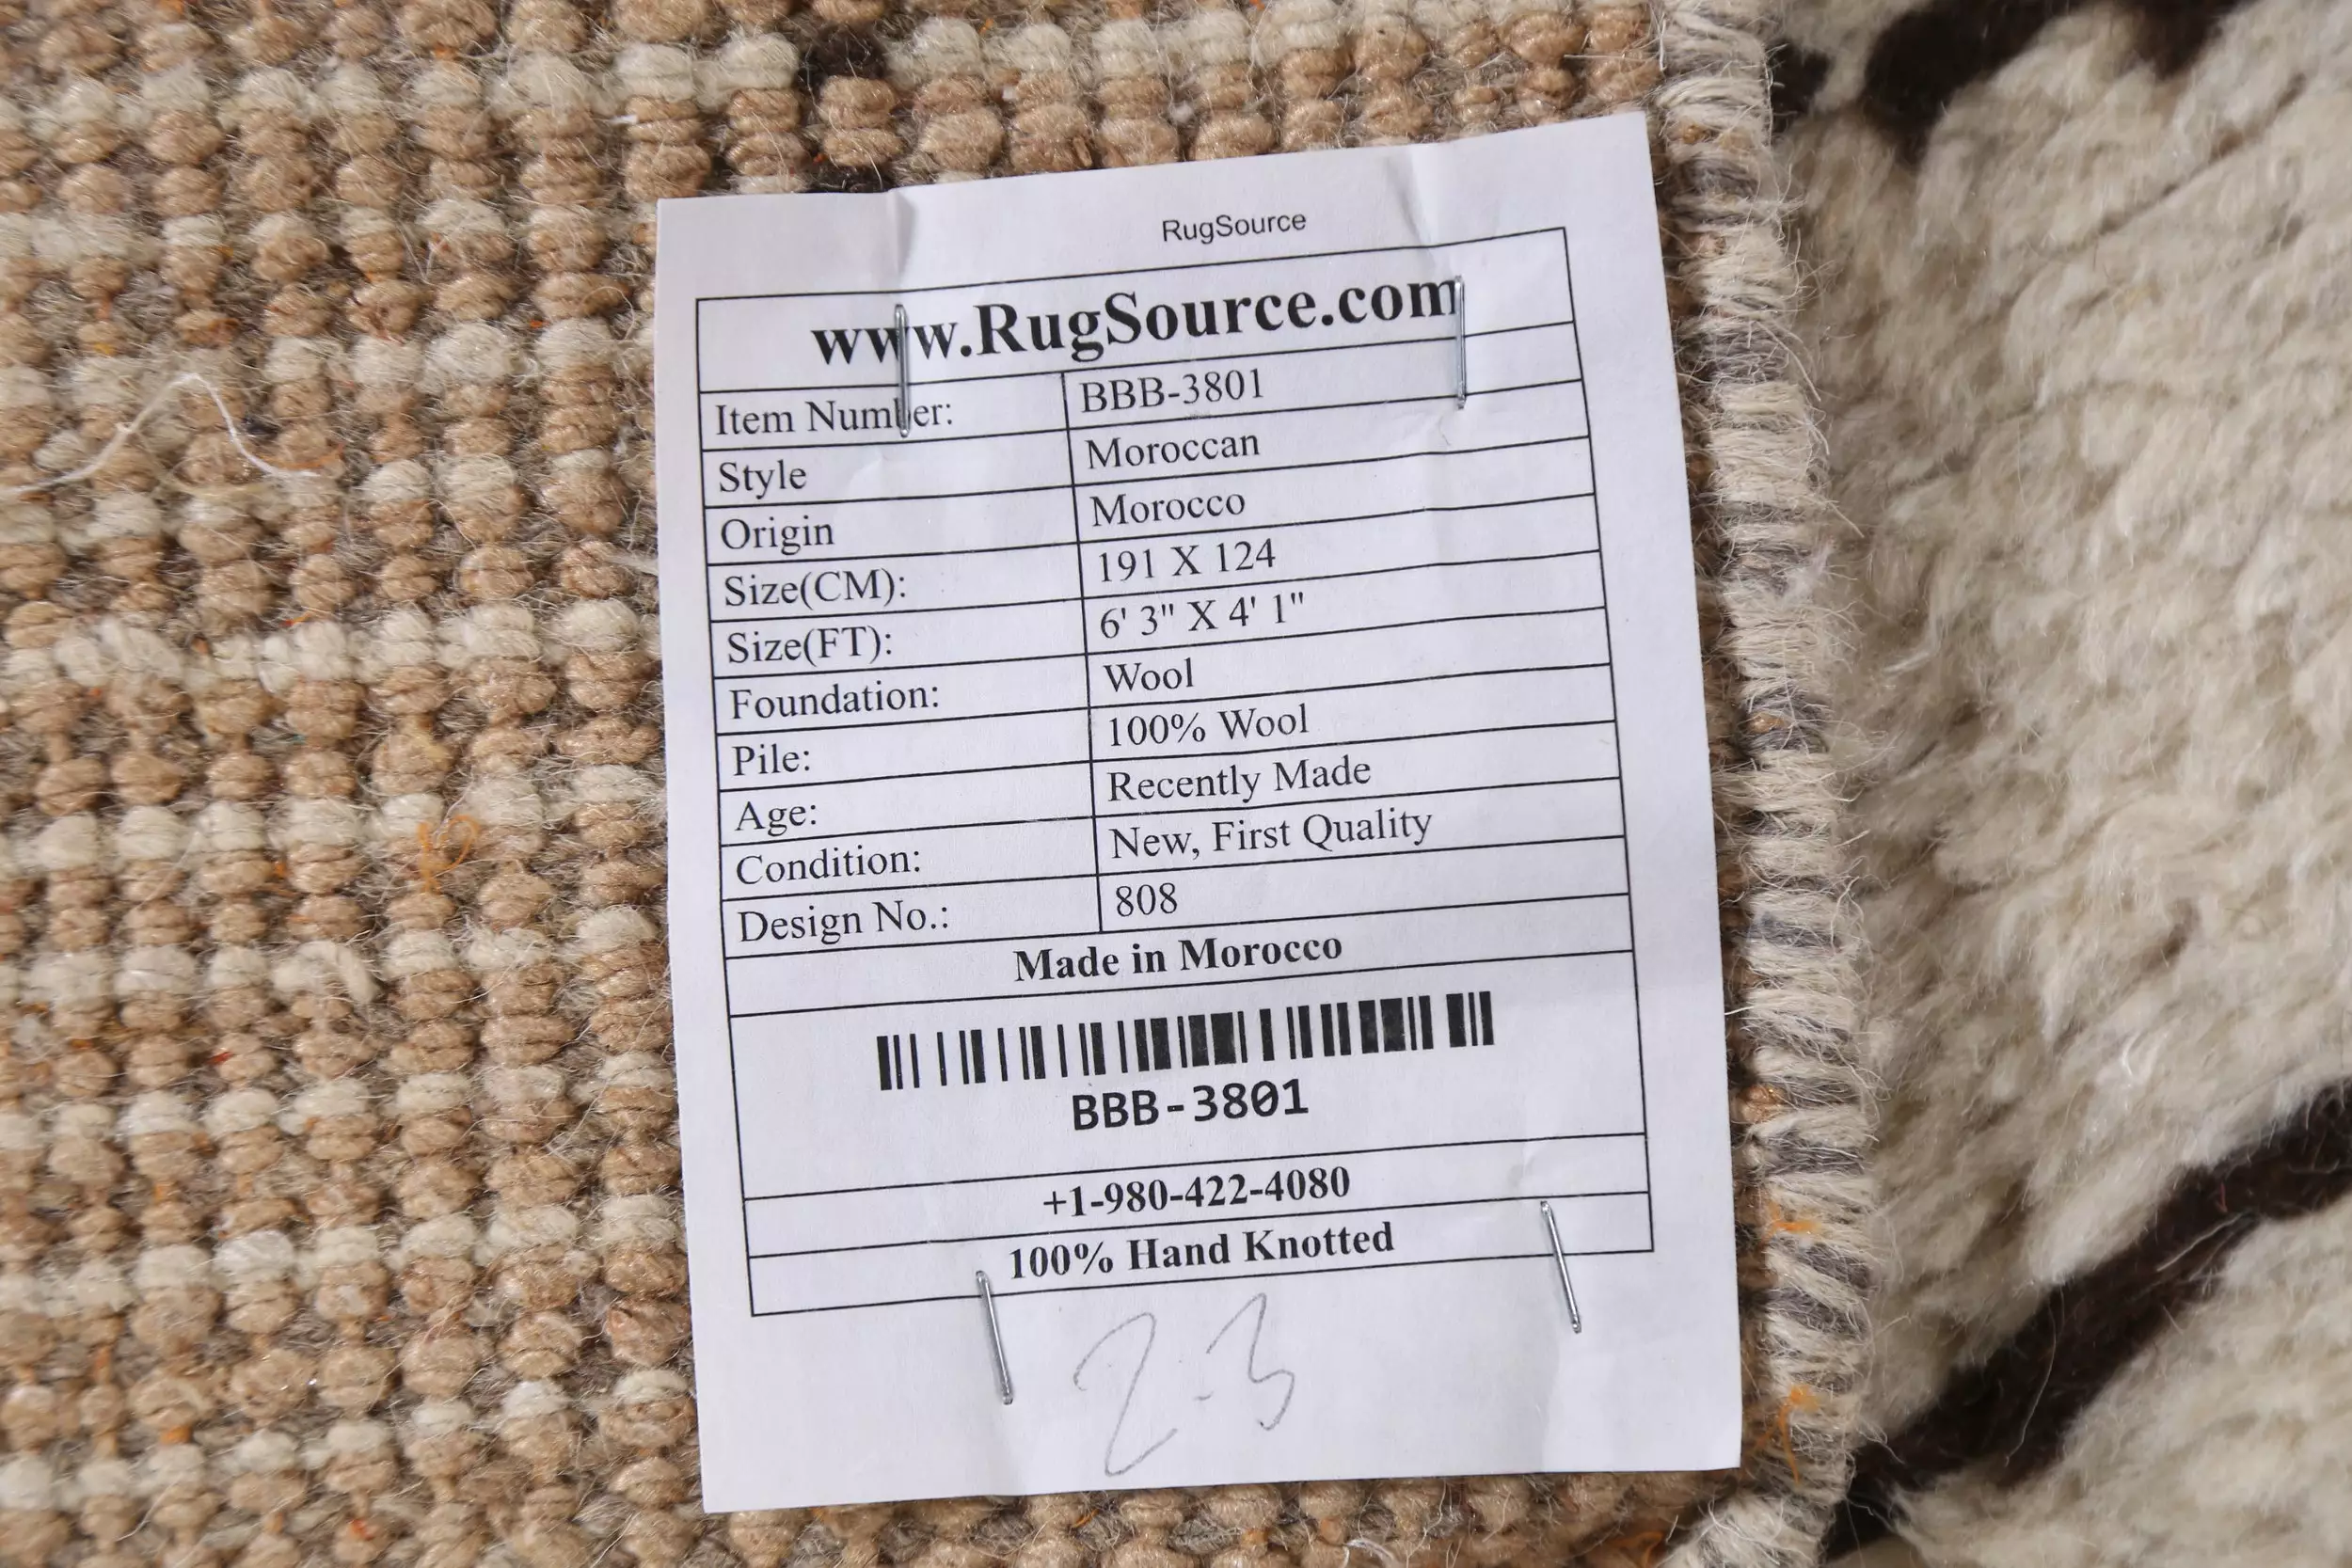 RugSource
www.RugSource.com
Item Number: BBB-3801
Style Moroccan
Origin Morocco
Size(CM): 191 X 124
Size(FT): 6' 3" X 4' 1"
Foundation: Wool
Pile: 100% Wool
Age: Recently Made
Condition: New, First Quality
Design No.: 808
Made in Morocco
BBB-3801
+1-980-422-4080
100% Hand Knotted
2-3